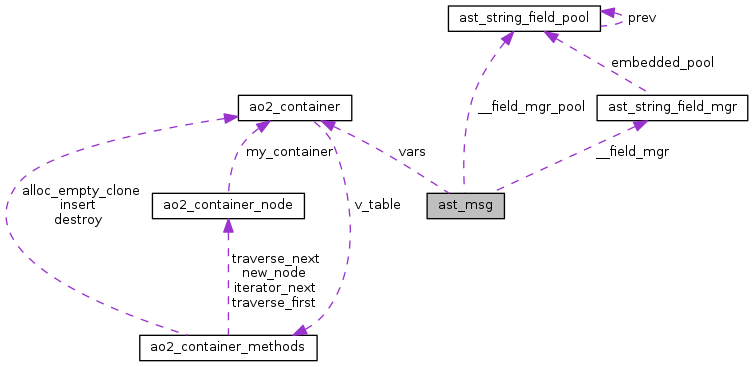 ast_string_field_pool
prev
embedded_pool
ao2_container
__field_mgr_pool
ast_string_field_mgr
my_container
vars
__field_mgr
alloc_empty_clone
insert
destroy
ao2_container_node
v_table
ast_msg
traverse_next
new_node
iterator_next
traverse_first
ao2_container_methods